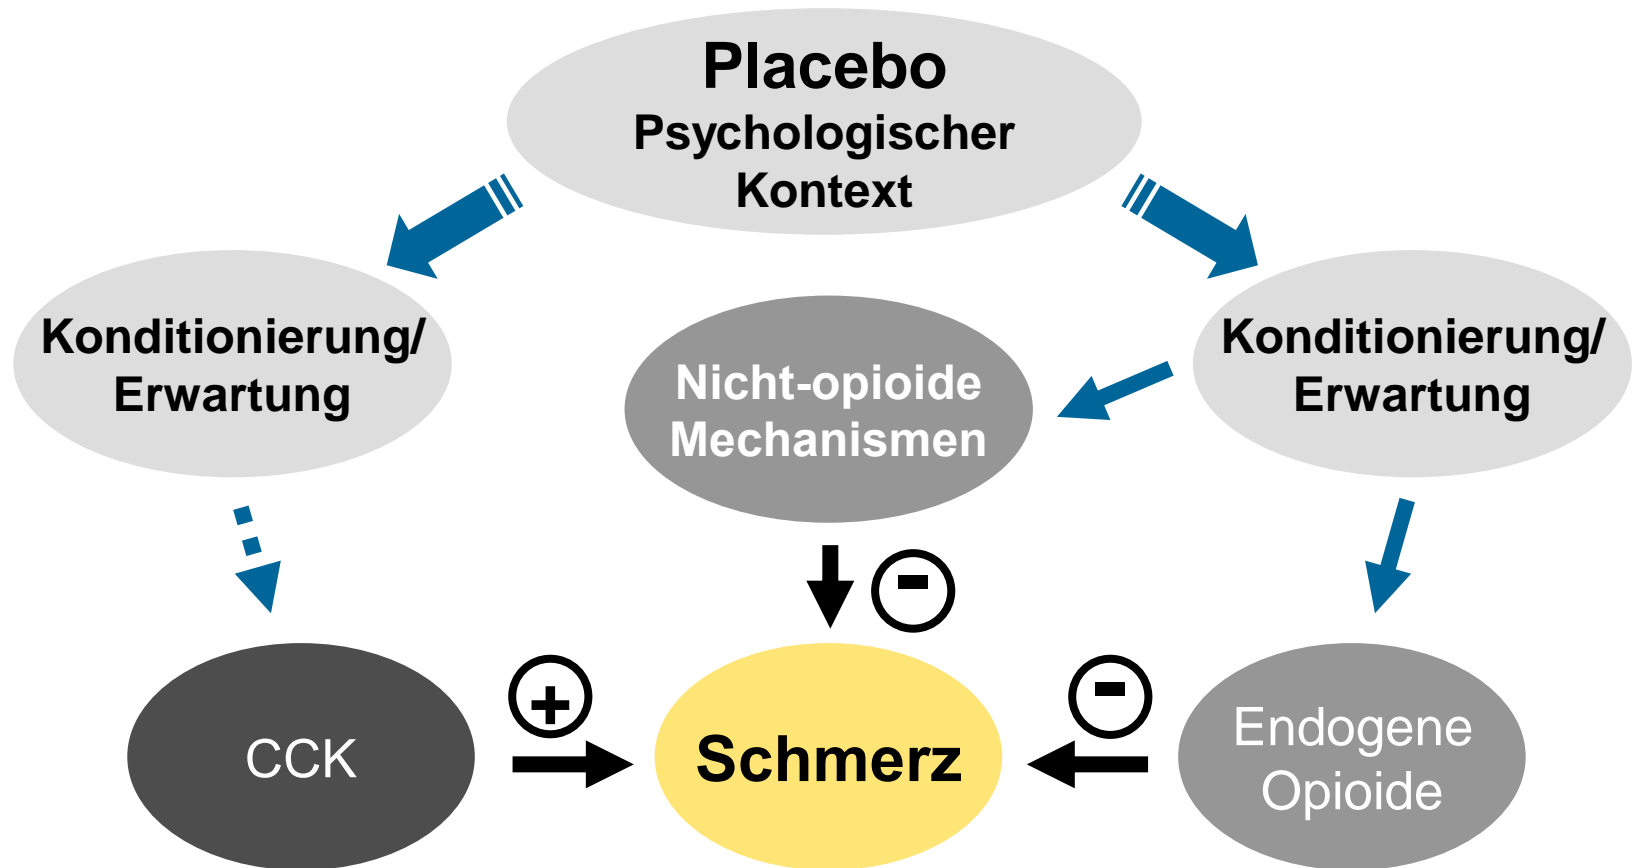 Placebo
Psychologischer
Kontext
Konditionierung/
Erwartung
Nicht-opioide
Mechanismen
Konditionierung/
Erwartung
-
+
-
CCK
Schmerz
Endogene
Opioide